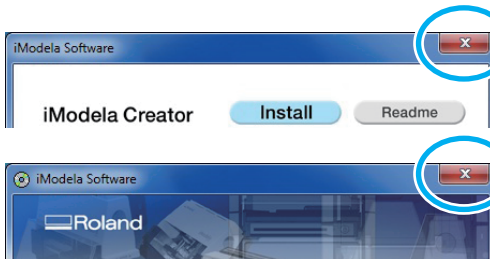 iModela Software
x
iModela Creator Install Readme
iModela Software
x
Roland